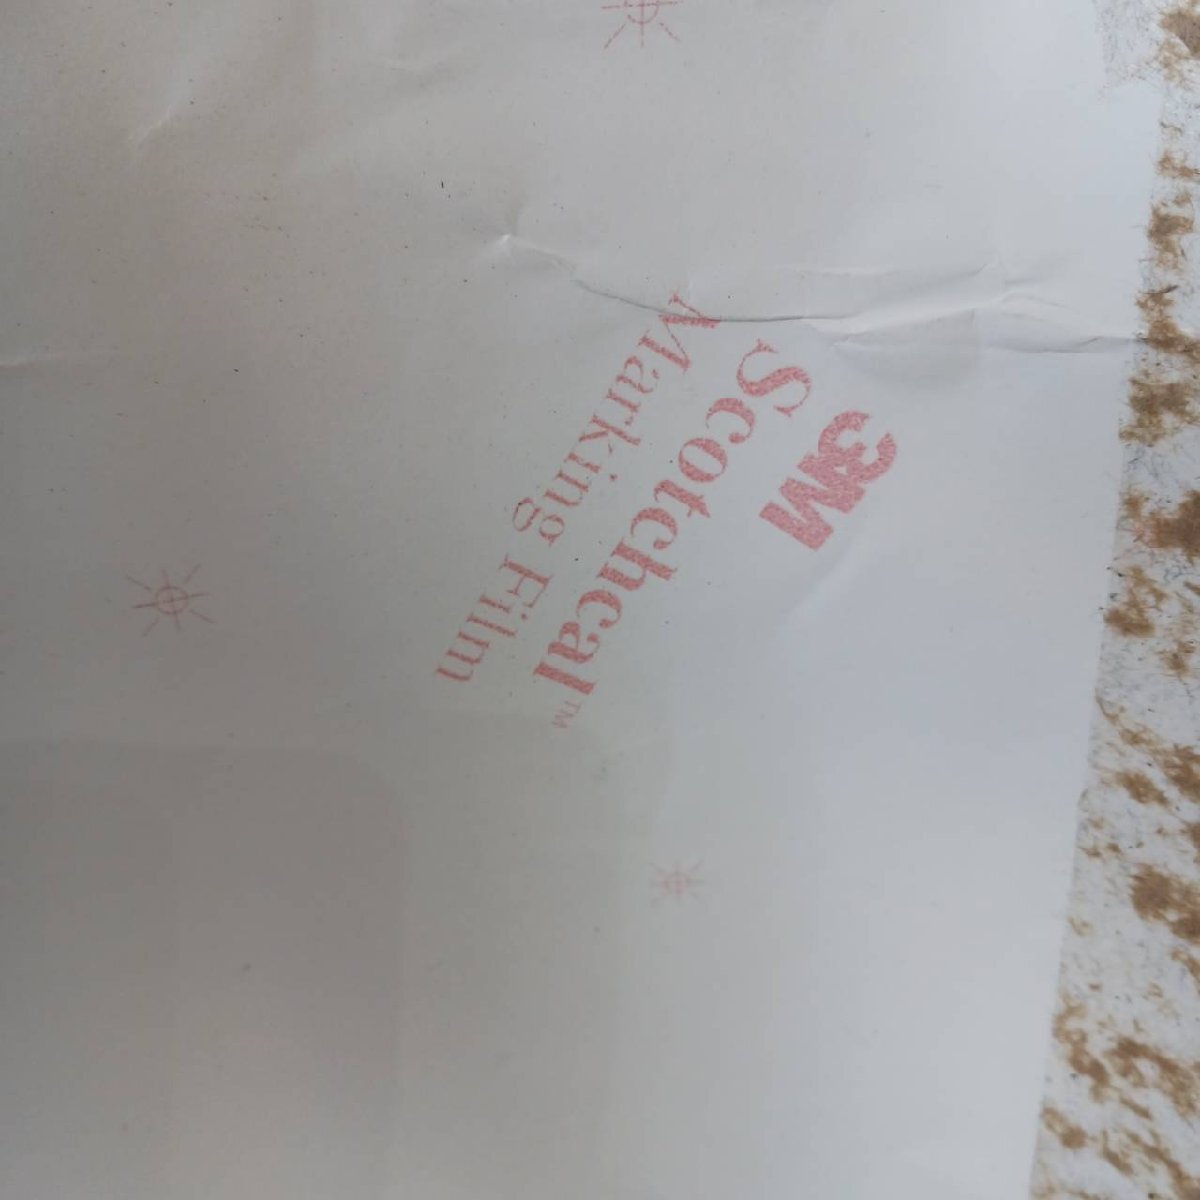 3M
Scotchcal™
Marking Film